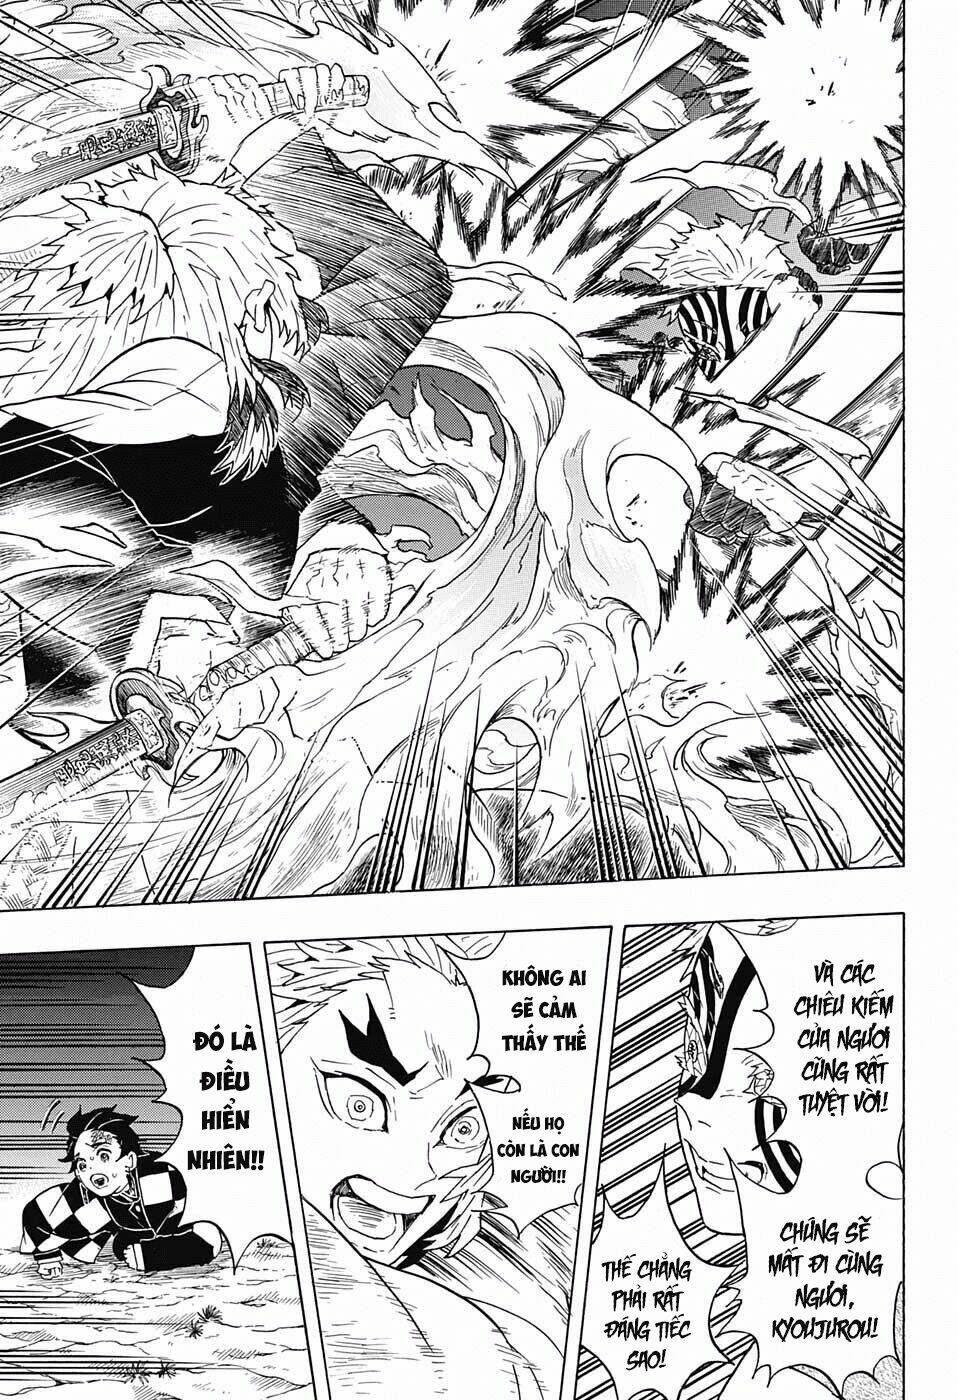 VÀ CÁC
CHIÊU KIẾM
CỦA NGƯƠI
CŨNG RẤT
TUYỆT VỜI!
CHÚNG SẼ
MẤT ĐI CÙNG
NGƯƠI,
KYOUJUROU!
THẾ CHẲNG
PHẢI RẤT
ĐÁNG TIẾC
SAO!
KHÔNG AI
SẼ CẢM
THẤY THẾ
NẾU HỌ
CÒN LÀ CON
NGƯỜI!!
ĐÓ LÀ
ĐIỀU
HIỂN
NHIÊN!!